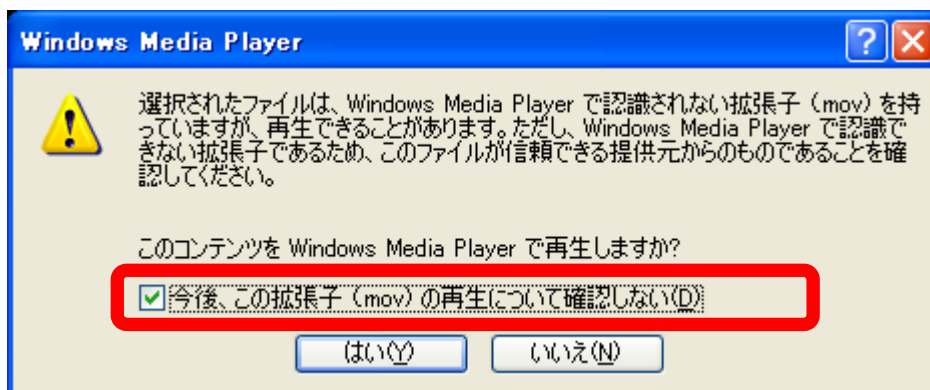 Windows Media Player
選択されたファイルは、Windows Media Player で認識されない拡張子 (mov) を持
っていますが、再生できることがあります。ただし、Windows Media Player で認識で
きない拡張子であるため、このファイルが信頼できる提供元からのものであることを確
認してください。
このコンテンツを Windows Media Player で再生しますか?
今後、この拡張子 (mov) の再生について確認しない(D)
はい(Y) いいえ(N)